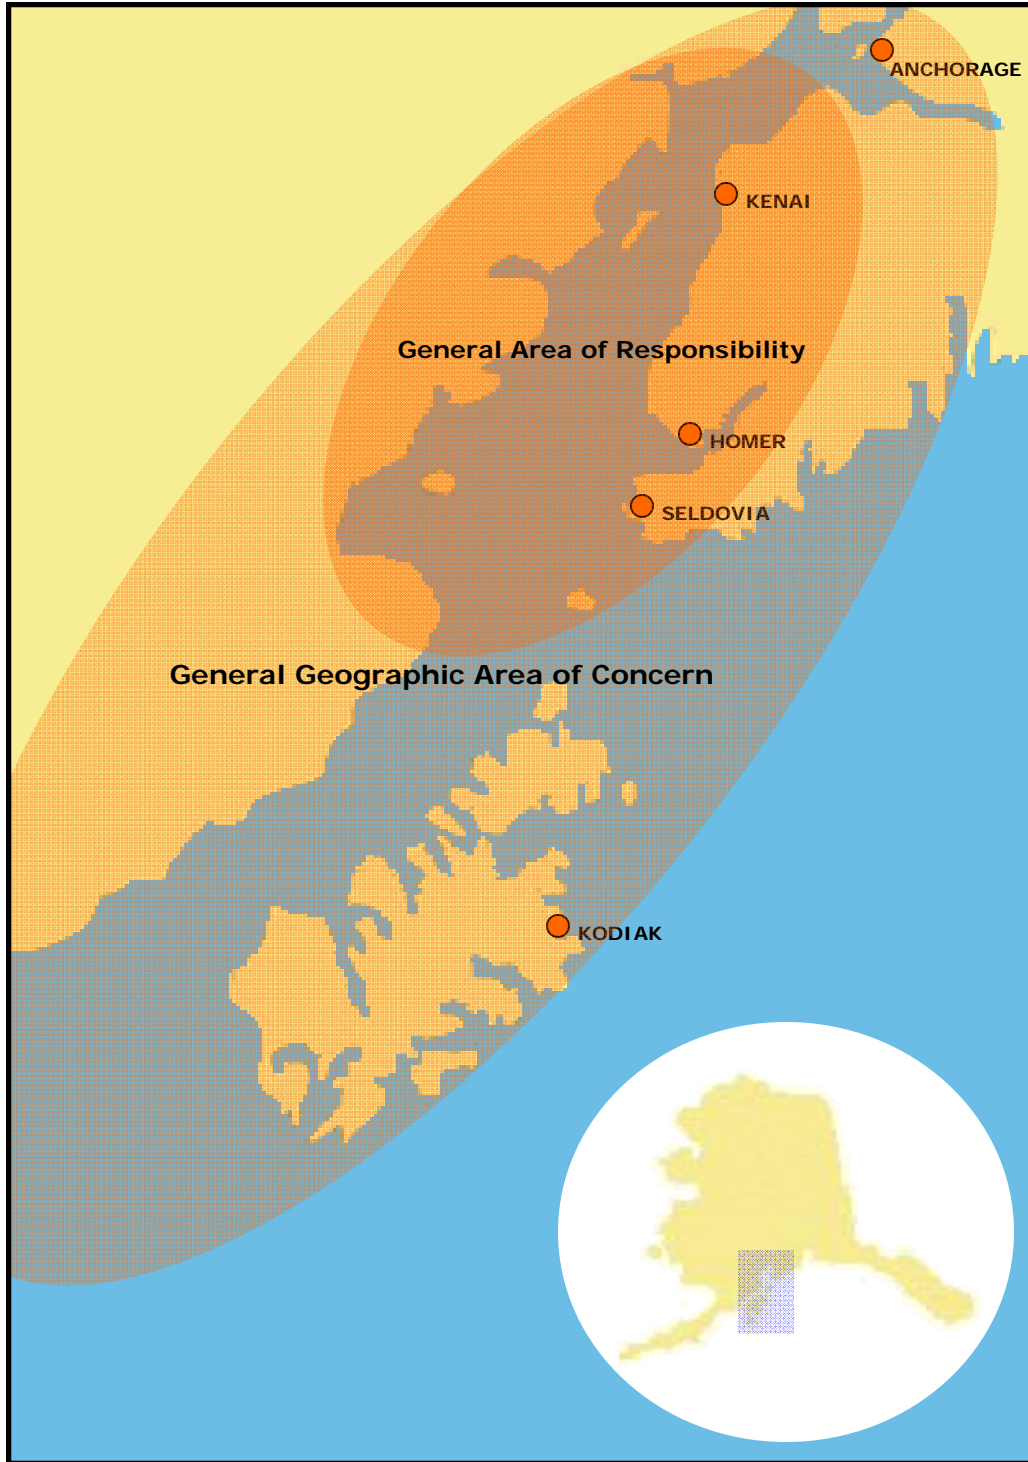 ANCHORAGE
KENAI
General Area of Responsibility
HOMER
SELDOVIA
General Geographic Area of Concern
KODIAK